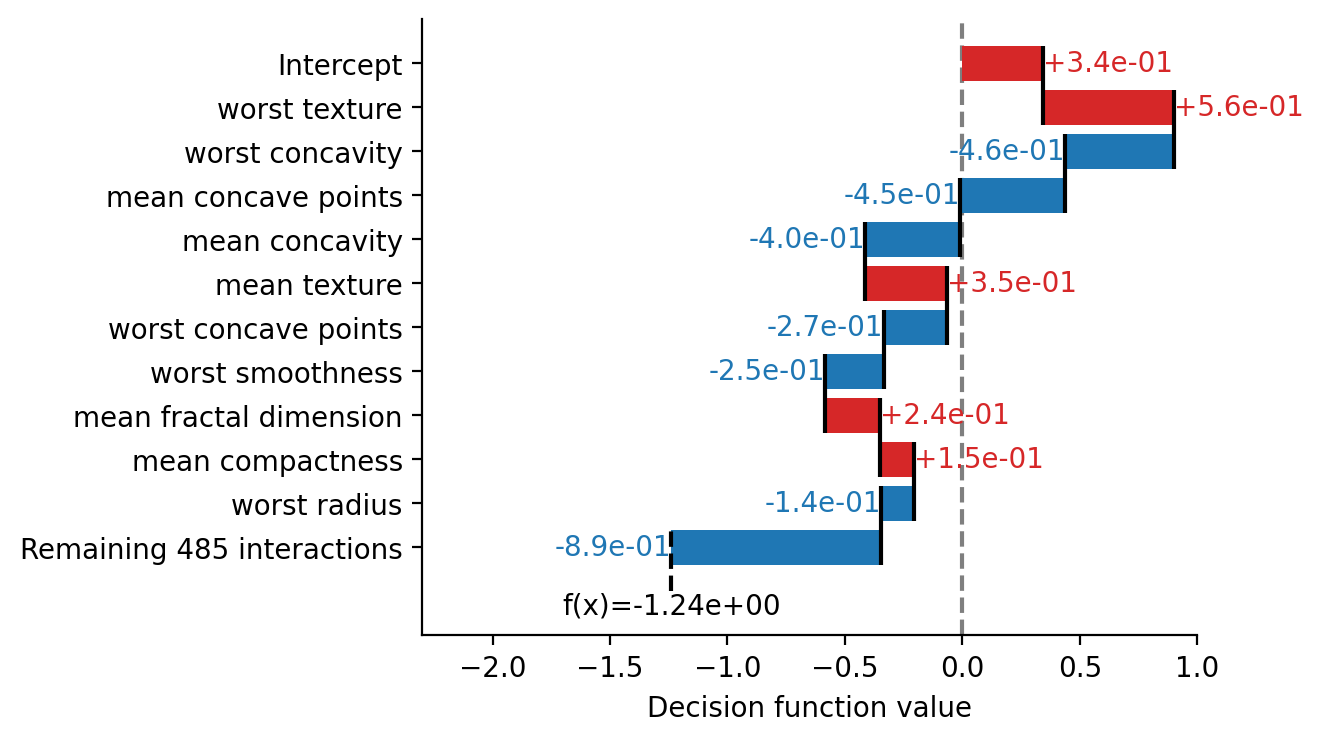 Intercept +3.4e-01
worst texture +5.6e-01
worst concavity -4.6e-01
mean concave points -4.5e-01
mean concavity -4.0e-01
mean texture +3.5e-01
worst concave points -2.7e-01
worst smoothness -2.5e-01
mean fractal dimension +2.4e-01
mean compactness +1.5e-01
worst radius -1.4e-01
Remaining 485 interactions -8.9e-01
f(x)=-1.24e+00
−2.0 −1.5 −1.0 −0.5 0.0 0.5 1.0
Decision function value